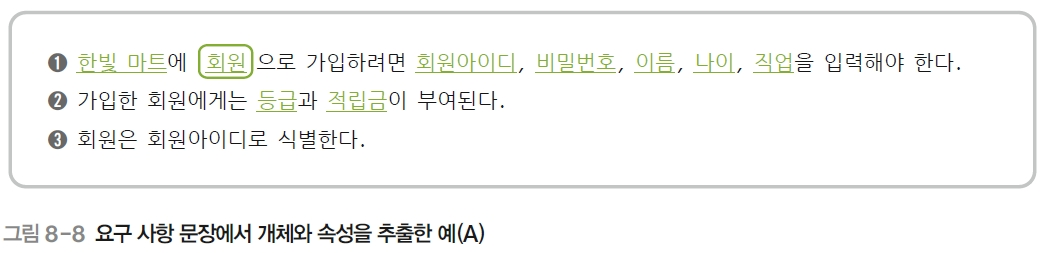 ❶ 한빛 마트에 회원으로 가입하려면 회원아이디, 비밀번호, 이름, 나이, 직업을 입력해야 한다.
❷ 가입한 회원에게는 등급과 적립금이 부여된다.
❸ 회원은 회원아이디로 식별한다.
그림 8-8 요구 사항 문장에서 개체와 속성을 추출한 예(A)